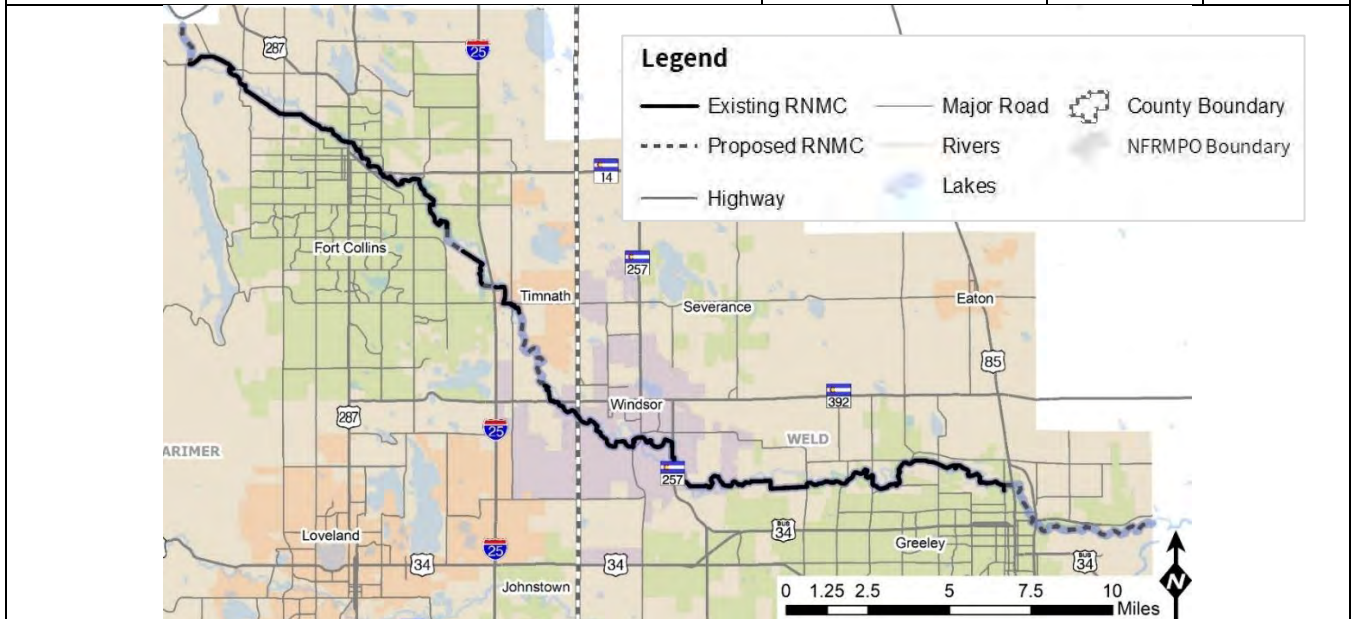 Legend
Existing RNMC
Major Road
County Boundary
Proposed RNMC
Rivers
NFRMPO Boundary
Lakes
Highway
287
25
14
Fort Collins
257
Timnath
Severance
Eaton
85
287
25
Windsor
392
WELD
ARIMER
257
Loveland
34
25
Johnstown
34
BUS
34
Greeley
BUS
34
N
0 1.25 2.5 5 7.5 10
Miles